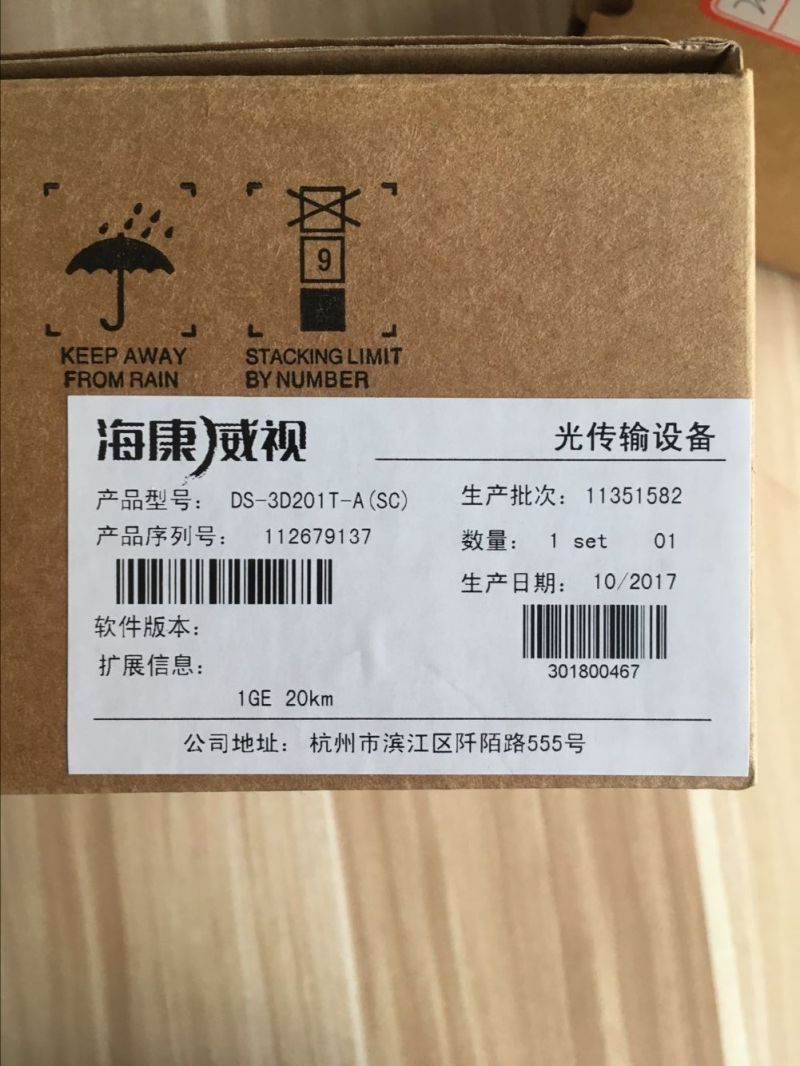 9
KEEP AWAY FROM RAIN
STACKING LIMIT BY NUMBER
海康威视
光传输设备
产品型号： DS-3D201T-A(SC)
生产批次： 11351582
产品序列号： 112679137
数量： 1 set 01
生产日期： 10/2017
301800467
软件版本：
扩展信息：
1GE 20km
公司地址： 杭州市滨江区阡陌路555号